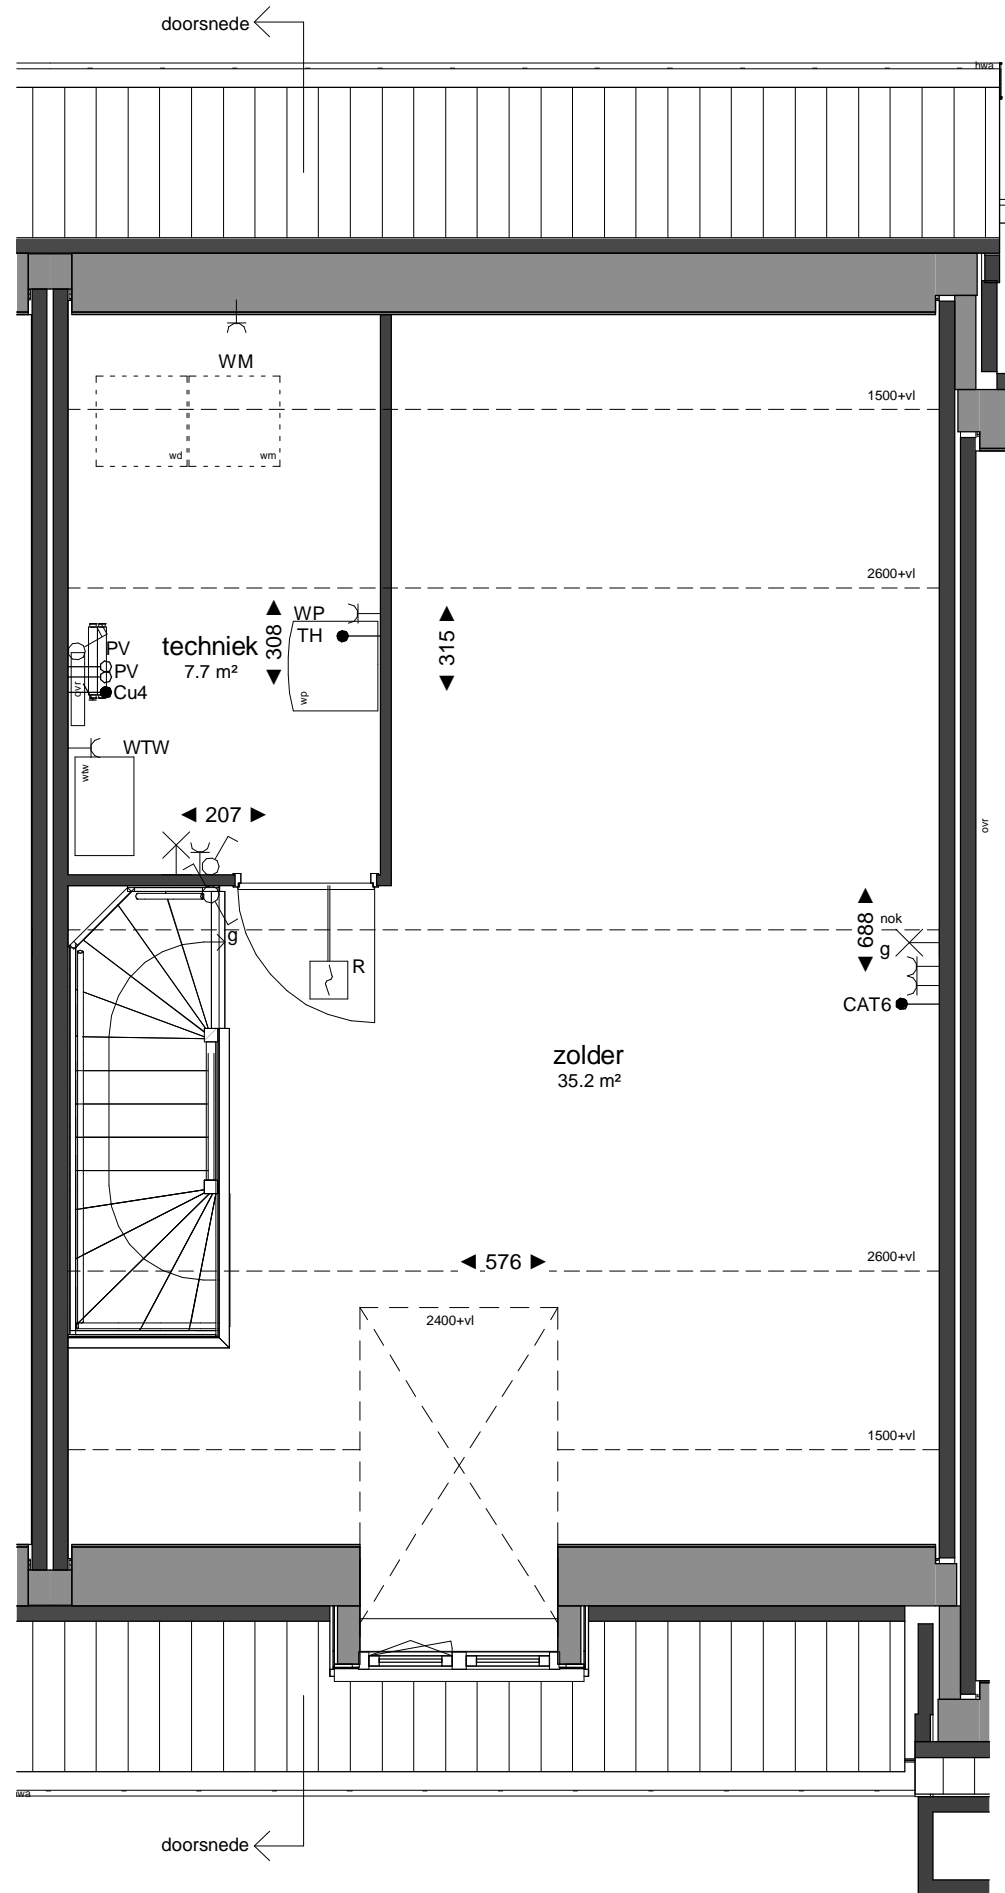 doorsnede
hwa
WM
1500+vl
wd
wm
2600+vl
WP
TH
308
315
techniek
7.7 m²
PV
PV
Cu4
ovr
wp
WTW
wtw
207
ovr
g
nok
688
g
R
CAT6
zolder
35.2 m²
2600+vl
576
2400+vl
1500+vl
hwa
doorsnede